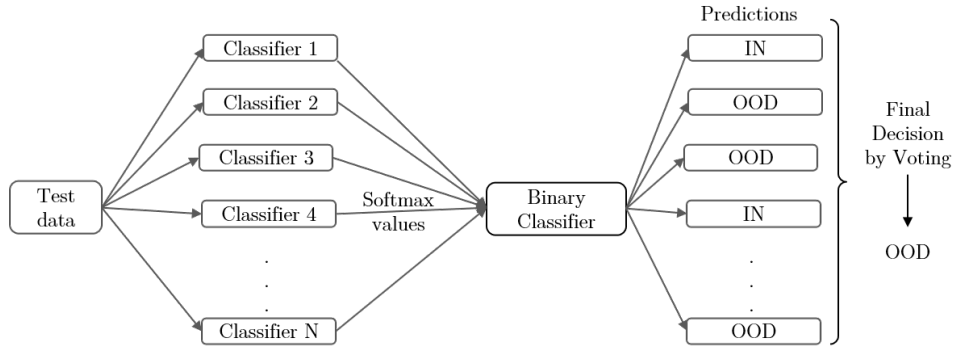 Test
data
Classifier 1
Classifier 2
Classifier 3
Classifier 4
.
.
.
Classifier N
Softmax
values
Binary
Classifier
Predictions
IN
OOD
OOD
IN
.
.
.
OOD
Final
Decision
by Voting
OOD